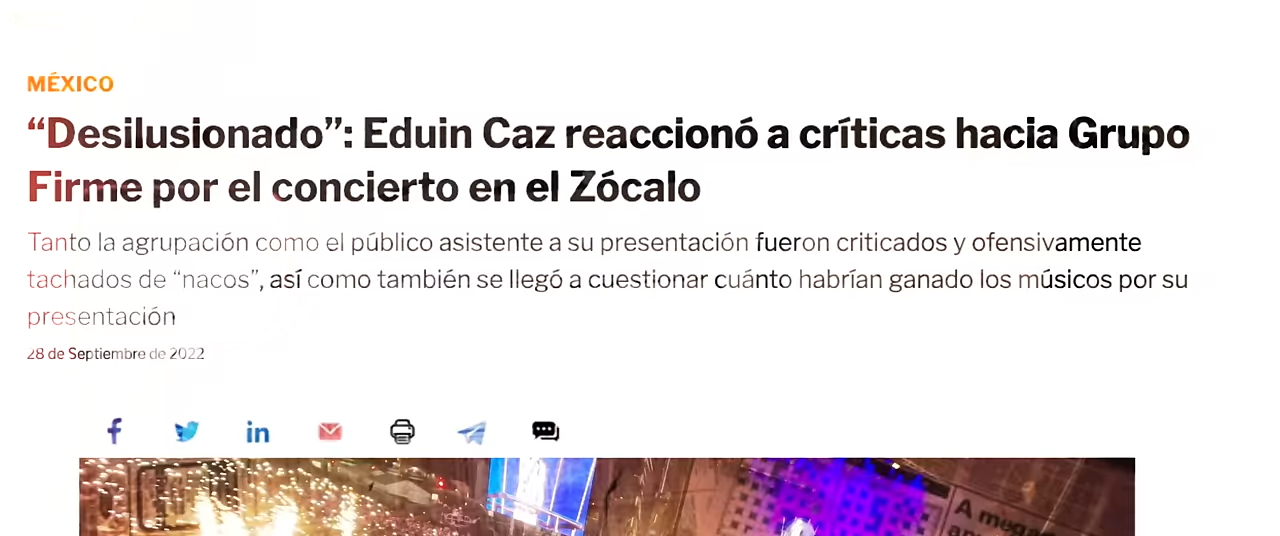 MÉXICO
“Desilusionado”: Eduin Caz reaccionó a críticas hacia Grupo
Firme por el concierto en el Zócalo
Tanto la agrupación como el público asistente a su presentación fueron criticados y ofensivamente
tachados de “nacos”, así como también se llegó a cuestionar cuánto habrían ganado los músicos por su
presentación
28 de Septiembre de 2022
in
A